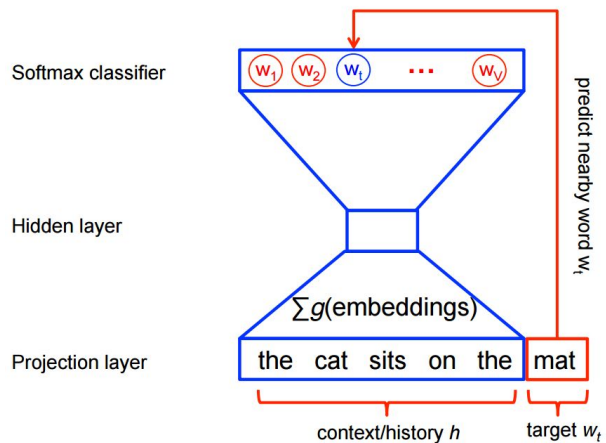 Softmax classifier
w1 w2 wt ... wV
predict nearby word wt
Hidden layer
∑g(embeddings)
Projection layer
the cat sits on the mat
context/history h
target wt